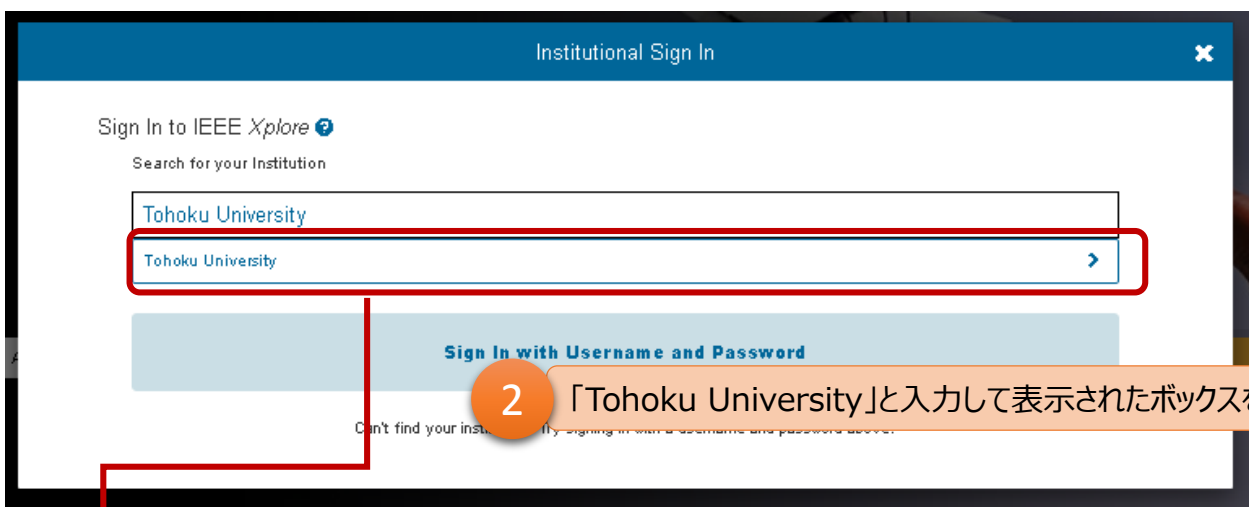 Institutional Sign In
Sign In to IEEE Xplore
Search for your Institution
Tohoku University
Tohoku University
Sign In with Username and Password
2 「Tohoku University」と入力して表示されたボックスを
Can't find your
signing in with a username and password above.